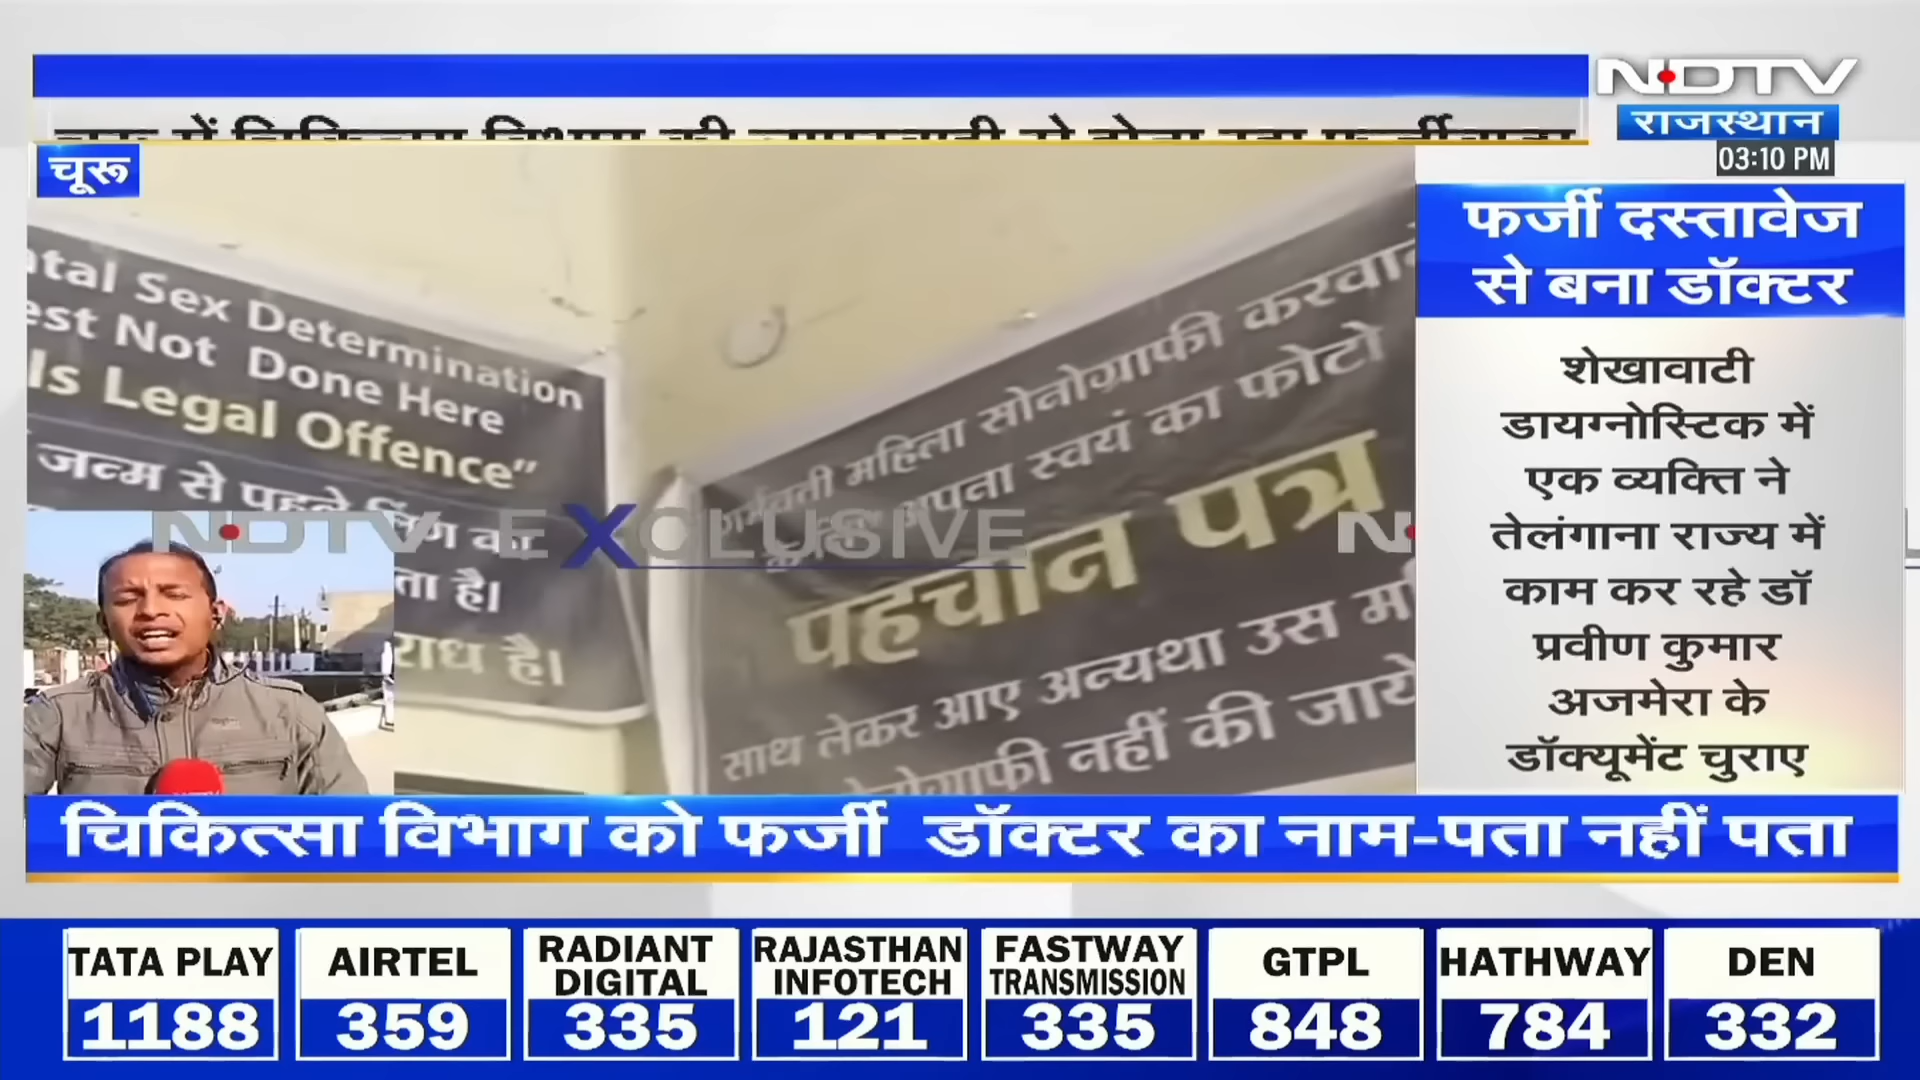 NDTV
राजस्थान
03:10 PM
चूरू
में
फर्जी दस्तावेज
से बना डॉक्टर
शेखावाटी
डायग्नोस्टिक में
एक व्यक्ति ने
तेलंगाना राज्य में
काम कर रहे डॉ
प्रवीण कुमार
अजमेरा के
डॉक्यूमेंट चुराए
Sex Determination
Not Done Here
Is Legal Offence”
जन्म से पहले लिंग का
ता है।
राध है।
गर्भवती महिला सोनोग्राफी
अपना स्वयं का फोटो
पहचान पत्र
साथ लेकर आए अन्यथा उस
नहीं की जाये
NDTV EXCLUSIVE
चिकित्सा विभाग को फर्जी डॉक्टर का नाम-पता नहीं पता
TATA PLAY
1188
AIRTEL
359
RADIANT
DIGITAL
335
RAJASTHAN
INFOTECH
121
FASTWAY
TRANSMISSION
335
GTPL
848
HATHWAY
784
DEN
332